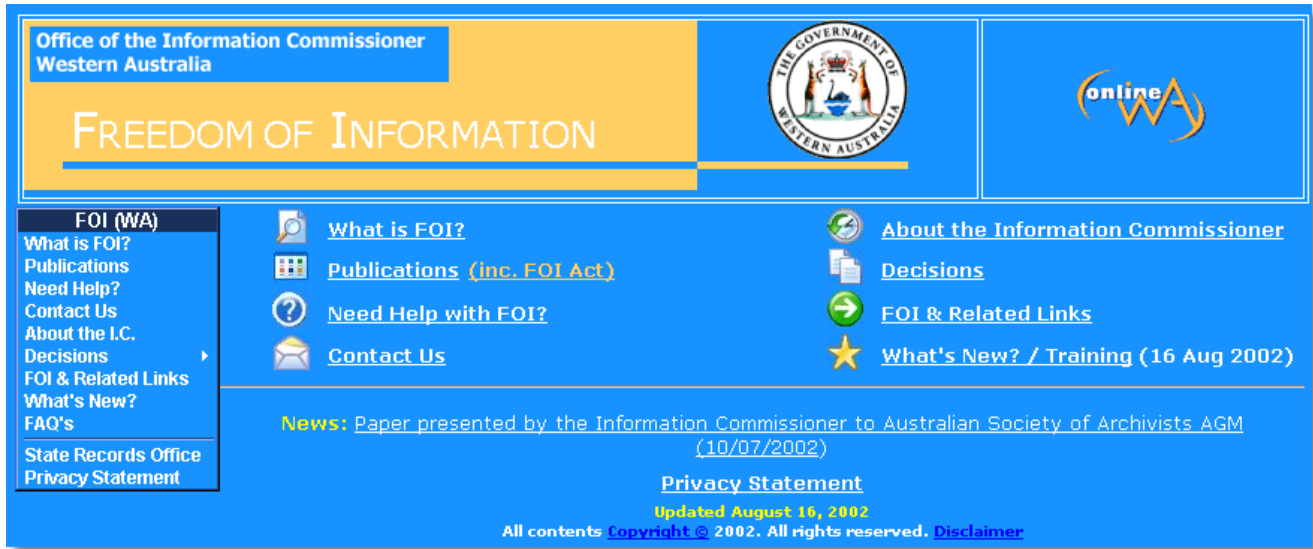 Office of the Information Commissioner
Western Australia
FREEDOM OF INFORMATION
THE GOVERNMENT OF
WESTERN AUSTRALIA
online
WA
FOI (WA)
What is FOI?
Publications
Need Help?
Contact Us
About the I.C.
Decisions
FOI & Related Links
What's New?
FAQ's
State Records Office
Privacy Statement
What is FOI?
Publications (inc. FOI Act)
Need Help with FOI?
Contact Us
About the Information Commissioner
Decisions
FOI & Related Links
What's New? / Training (16 Aug 2002)
News: Paper presented by the Information Commissioner to Australian Society of Archivists AGM
(10/07/2002)
Privacy Statement
Updated August 16, 2002
All contents Copyright © 2002. All rights reserved. Disclaimer